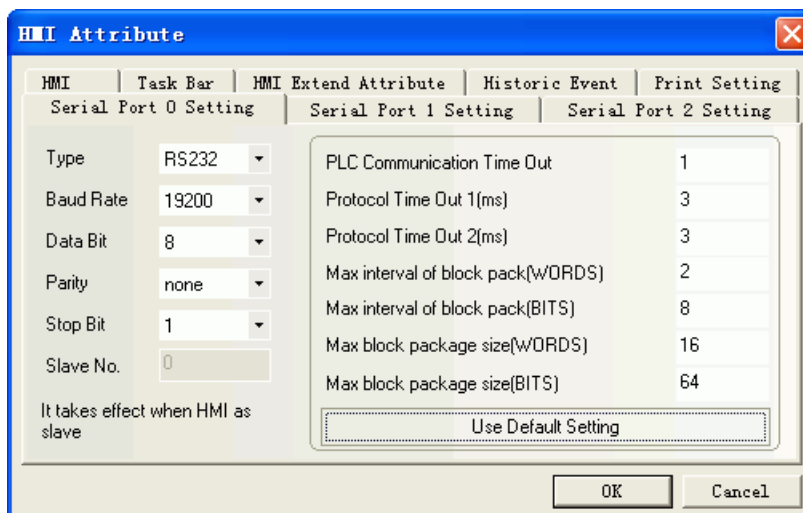 HMI Attribute
HMI Task Bar HMI Extend Attribute Historic Event Print Setting
Serial Port 0 Setting Serial Port 1 Setting Serial Port 2 Setting
Type RS232
Baud Rate 19200
Data Bit 8
Parity none
Stop Bit 1
Slave No. 0
It takes effect when HMI as
slave
PLC Communication Time Out 1
Protocol Time Out 1(ms) 3
Protocol Time Out 2(ms) 3
Max interval of block pack(WORDS) 2
Max interval of block pack(BITS) 8
Max block package size(WORDS) 16
Max block package size(BITS) 64
Use Default Setting
OK Cancel